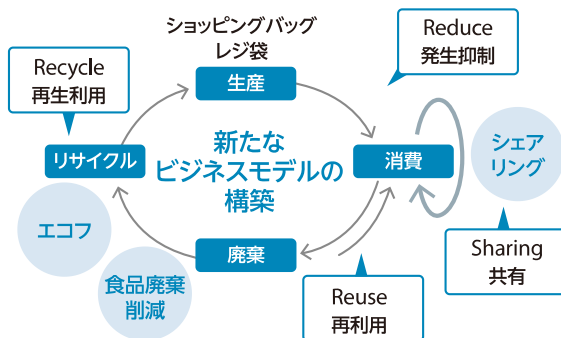 ショッピングバッグ
レジ袋
生産
Reduce
発生抑制
Recycle
再生利用
リサイクル
新たな
ビジネスモデルの
構築
消費
シェア
リング
エコフ
廃棄
食品廃棄
削減
Reuse
再利用
Sharing
共有